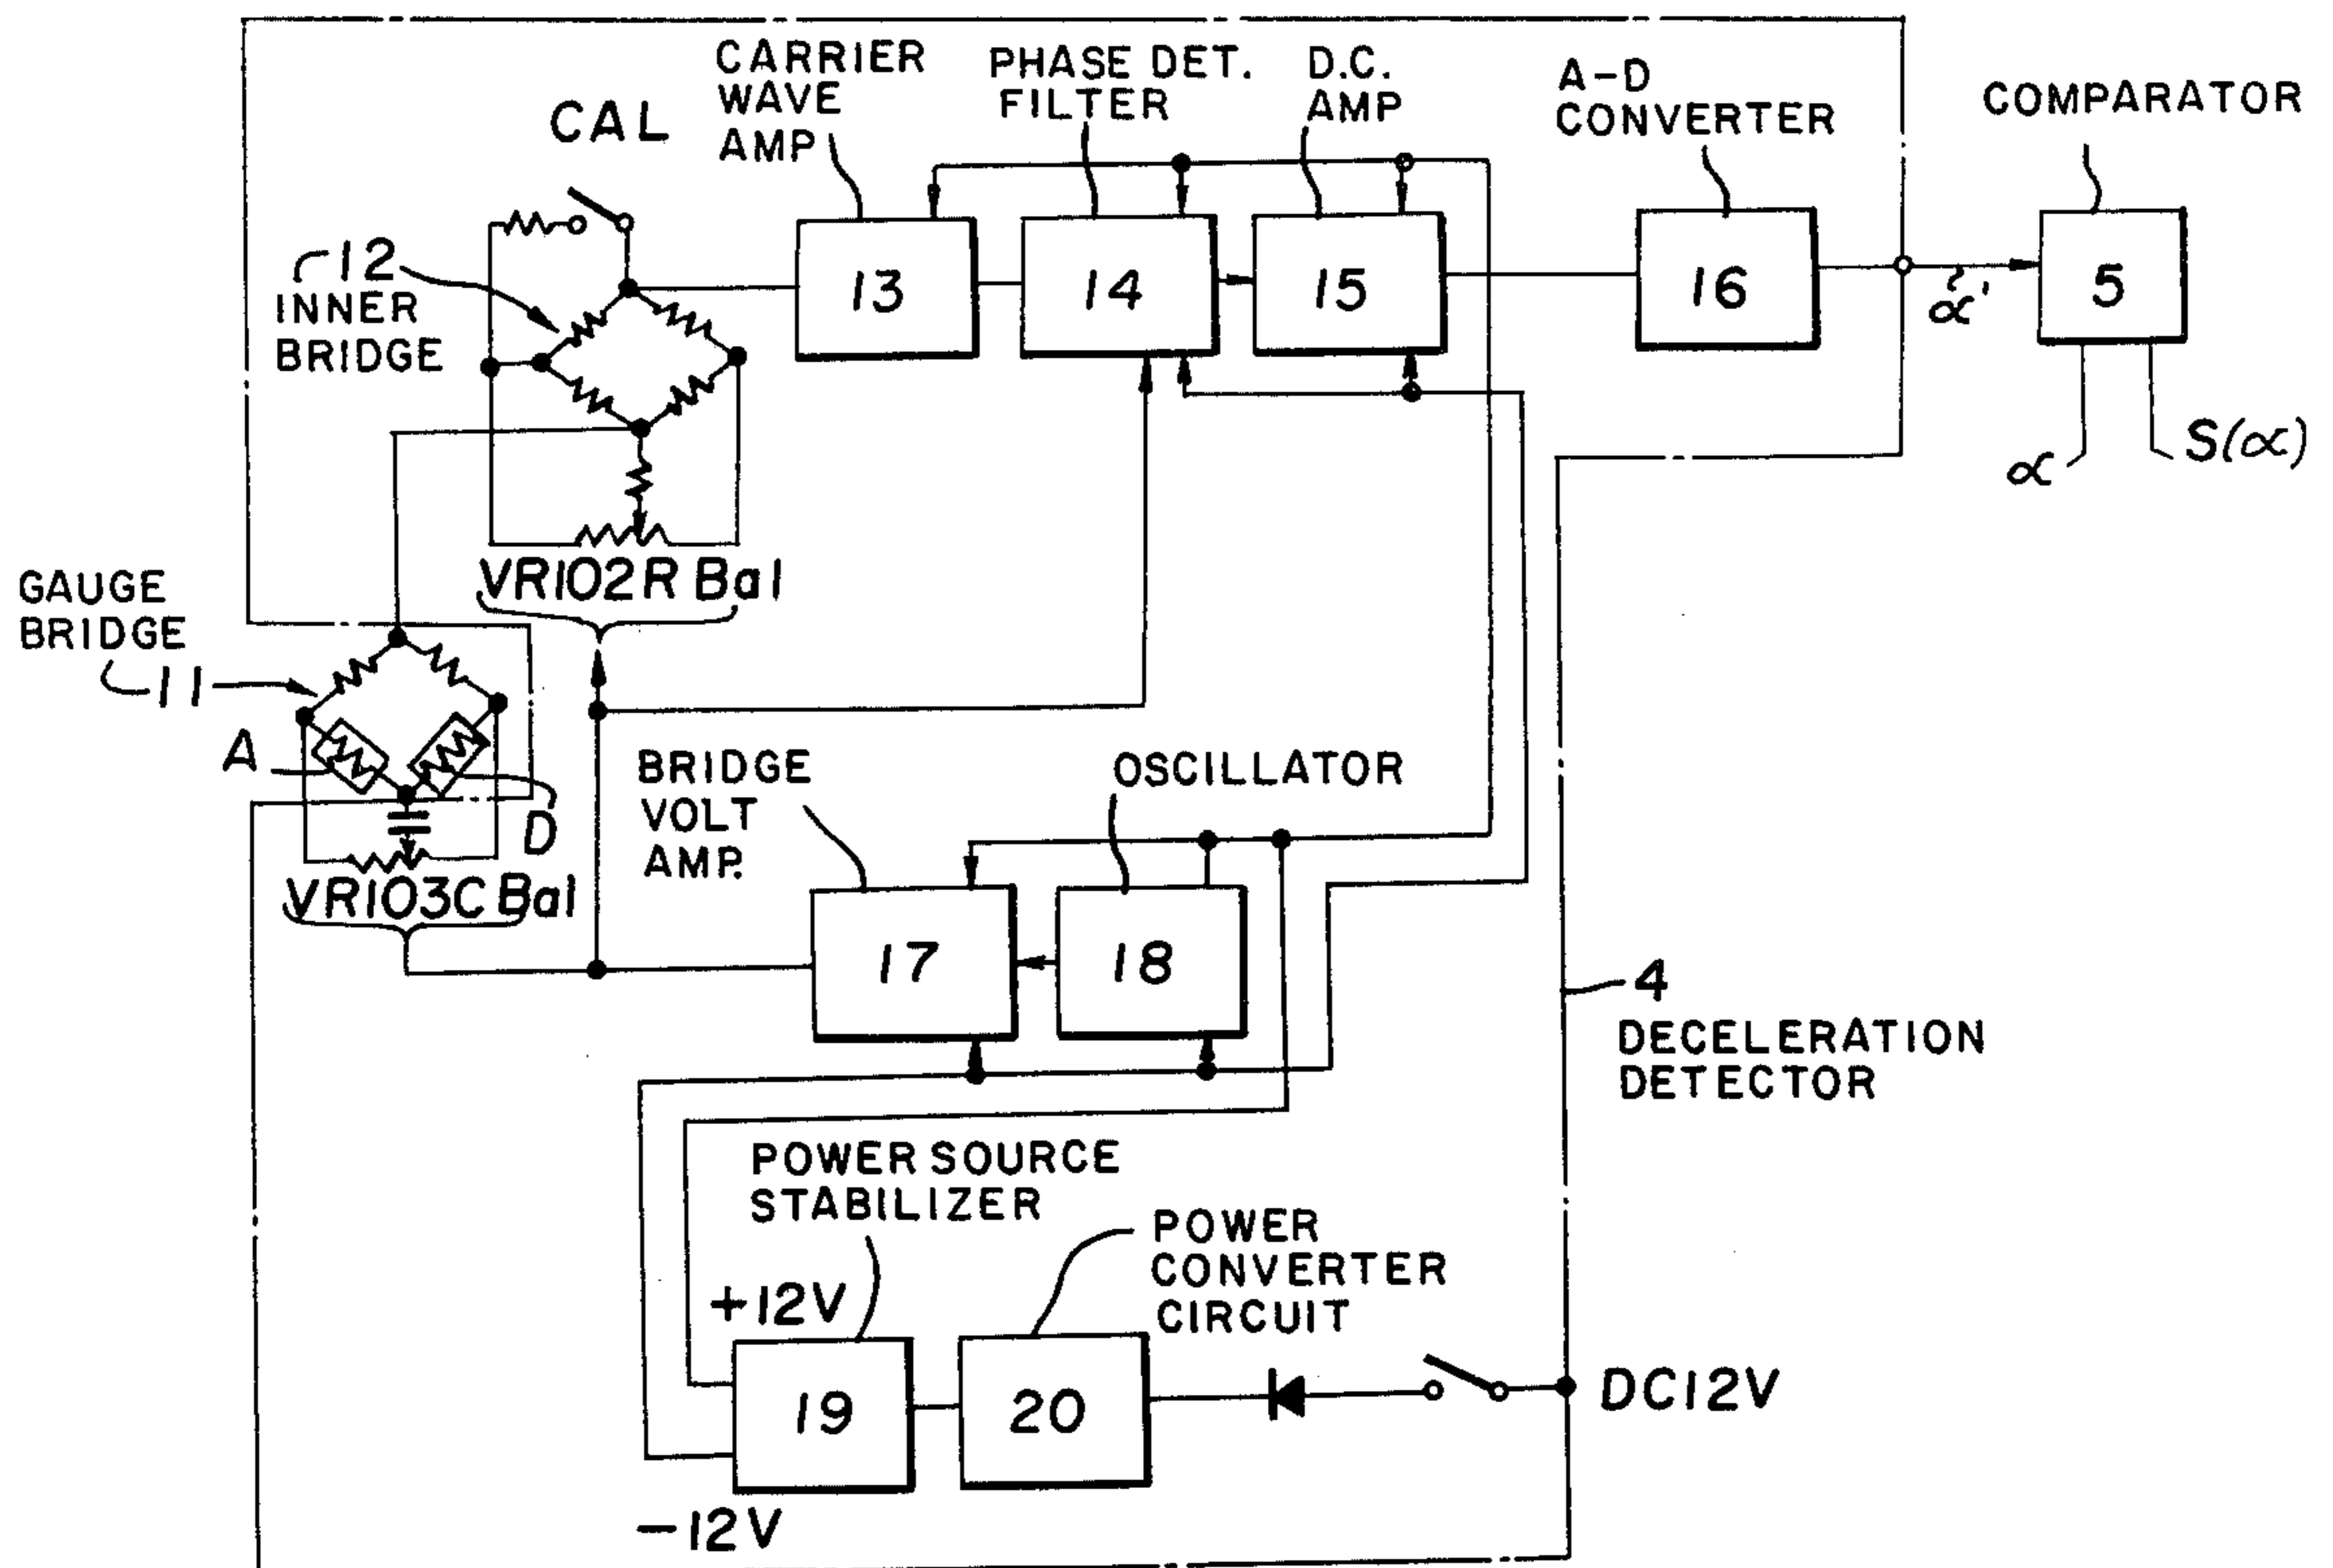 CARRIER
WAVE
AMP
PHASE DET.
FILTER
D.C.
AMP
A-D
CONVERTER
COMPARATOR
CAL
12
INNER
BRIDGE
13
14
15
16
α'
5
α
S(α)
VR102R Bal
GAUGE
BRIDGE
11
A
D
VR103C Bal
BRIDGE
VOLT
AMP.
OSCILLATOR
17
18
4
DECELERATION
DETECTOR
POWER SOURCE
STABILIZER
POWER
CONVERTER
CIRCUIT
+12V
19
20
DC12V
-12V